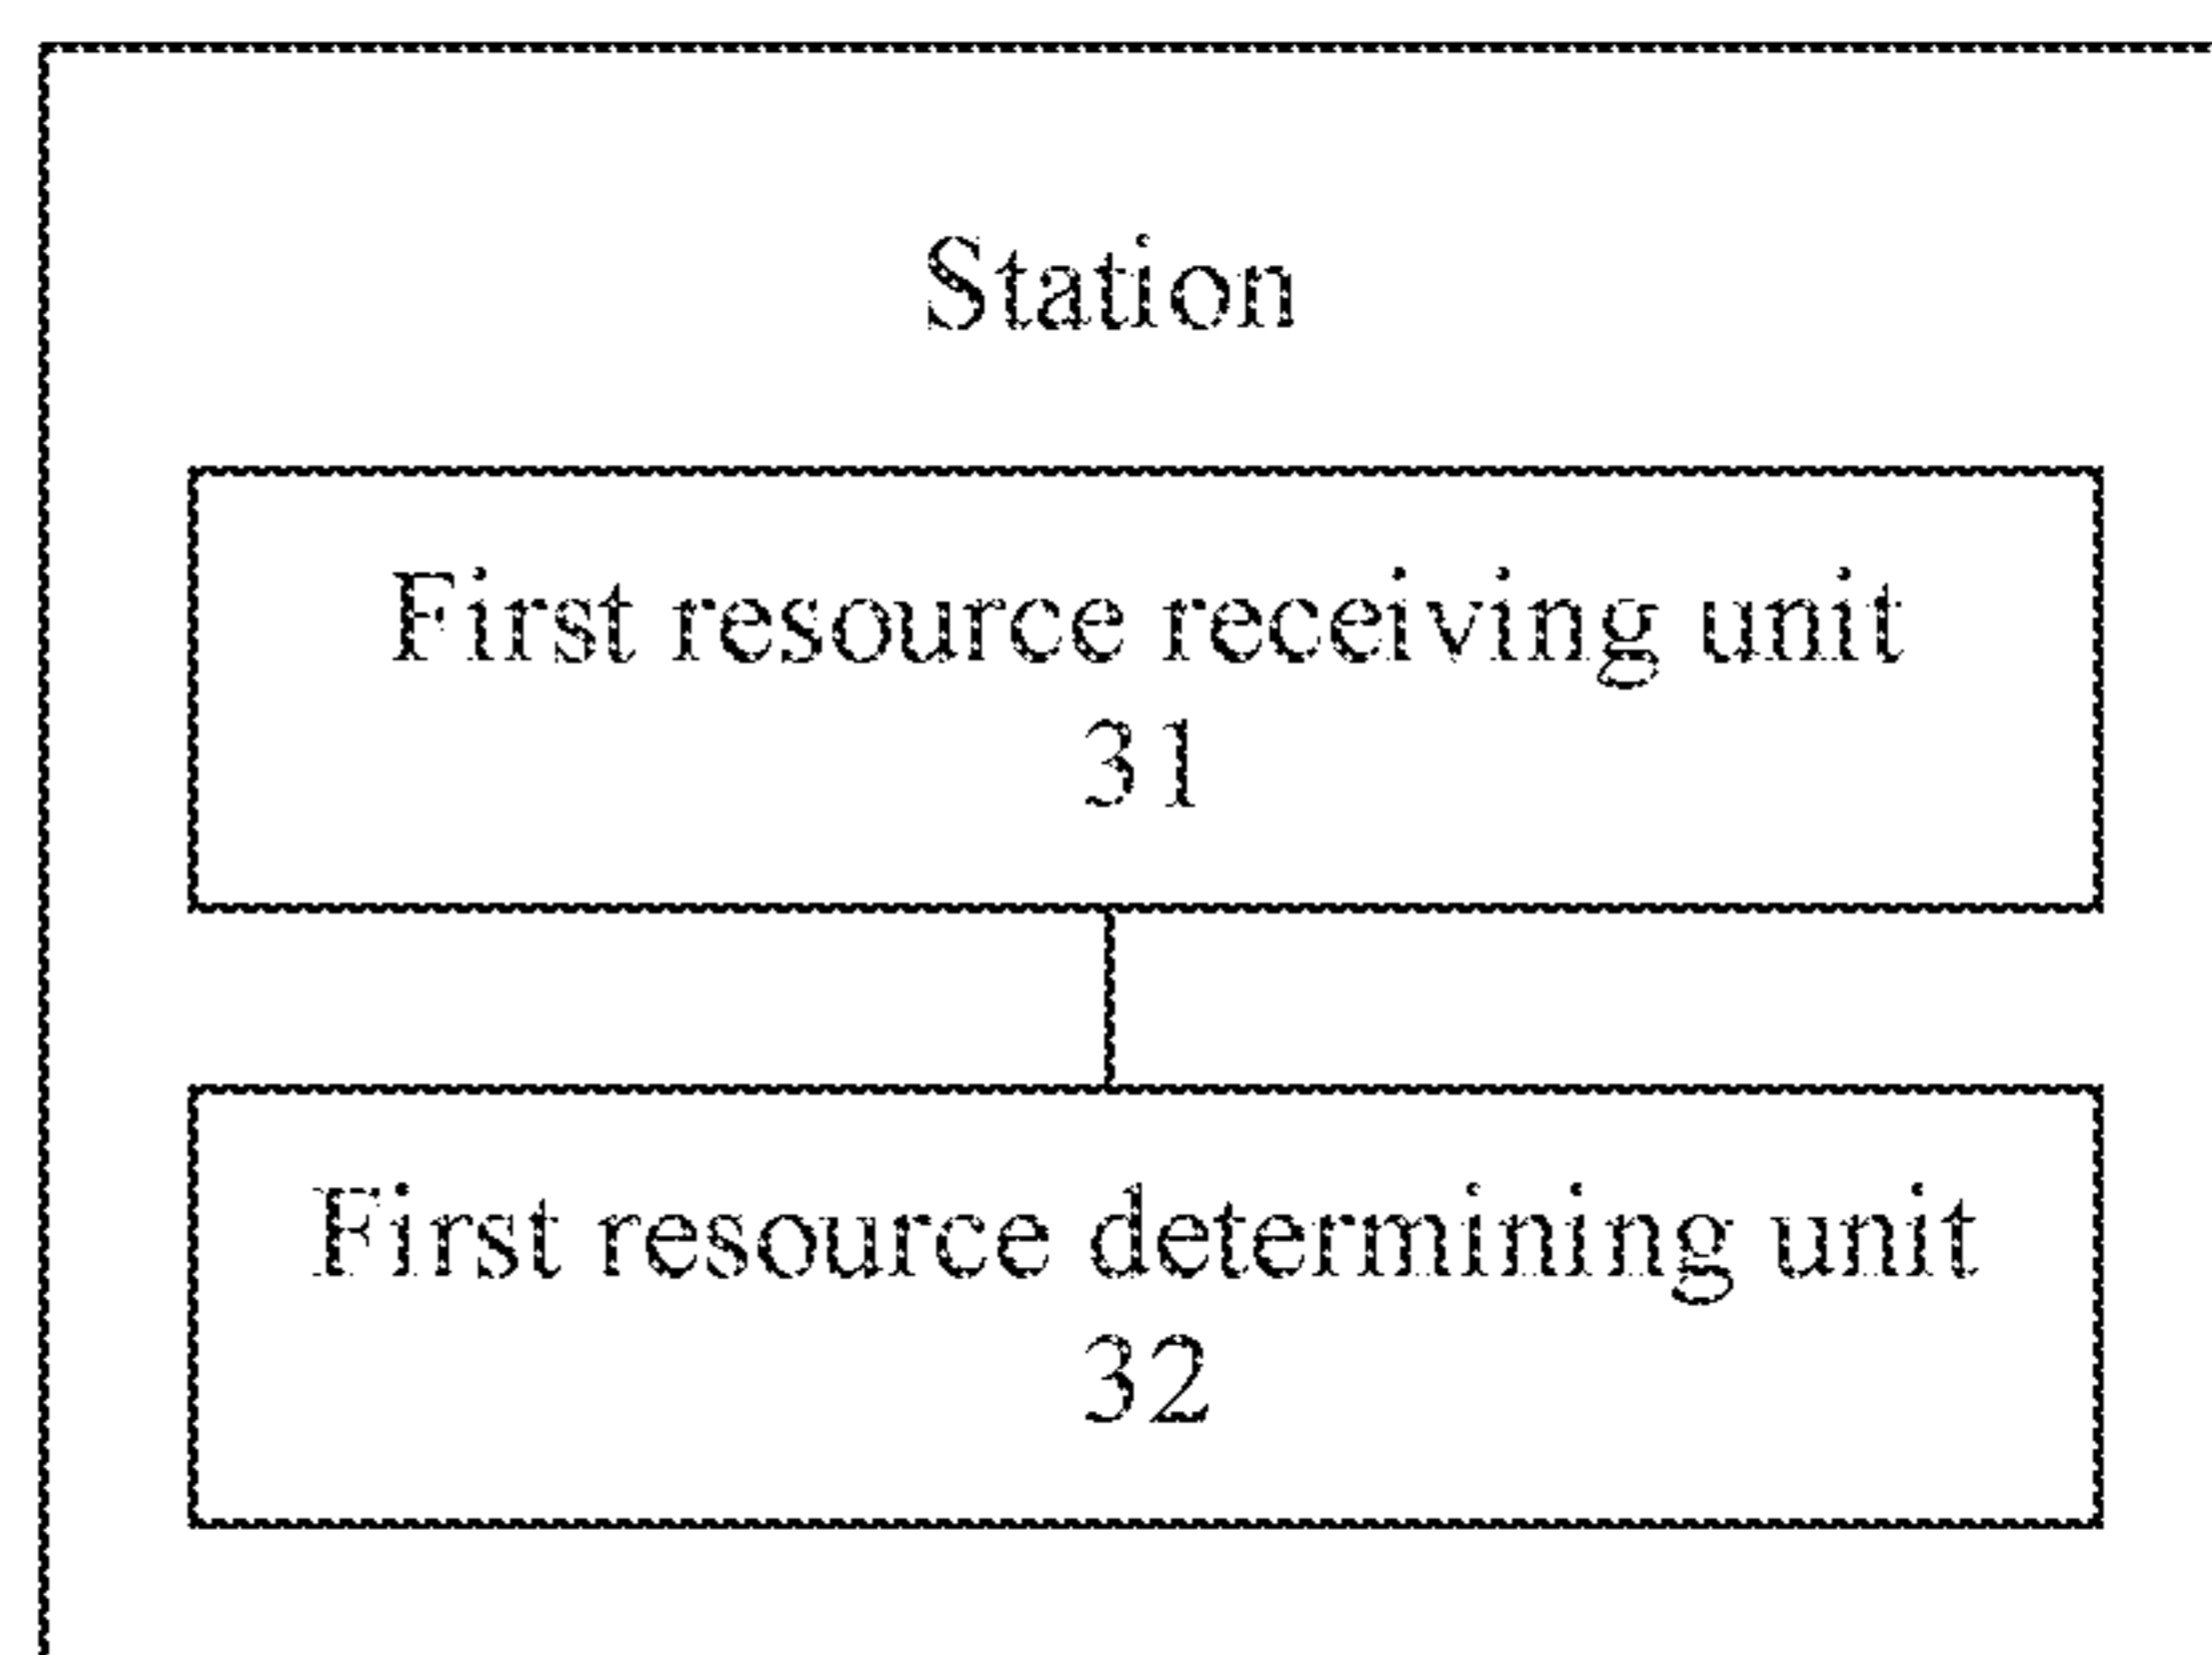 Station
First resource receiving unit
31
First resource determining unit
32